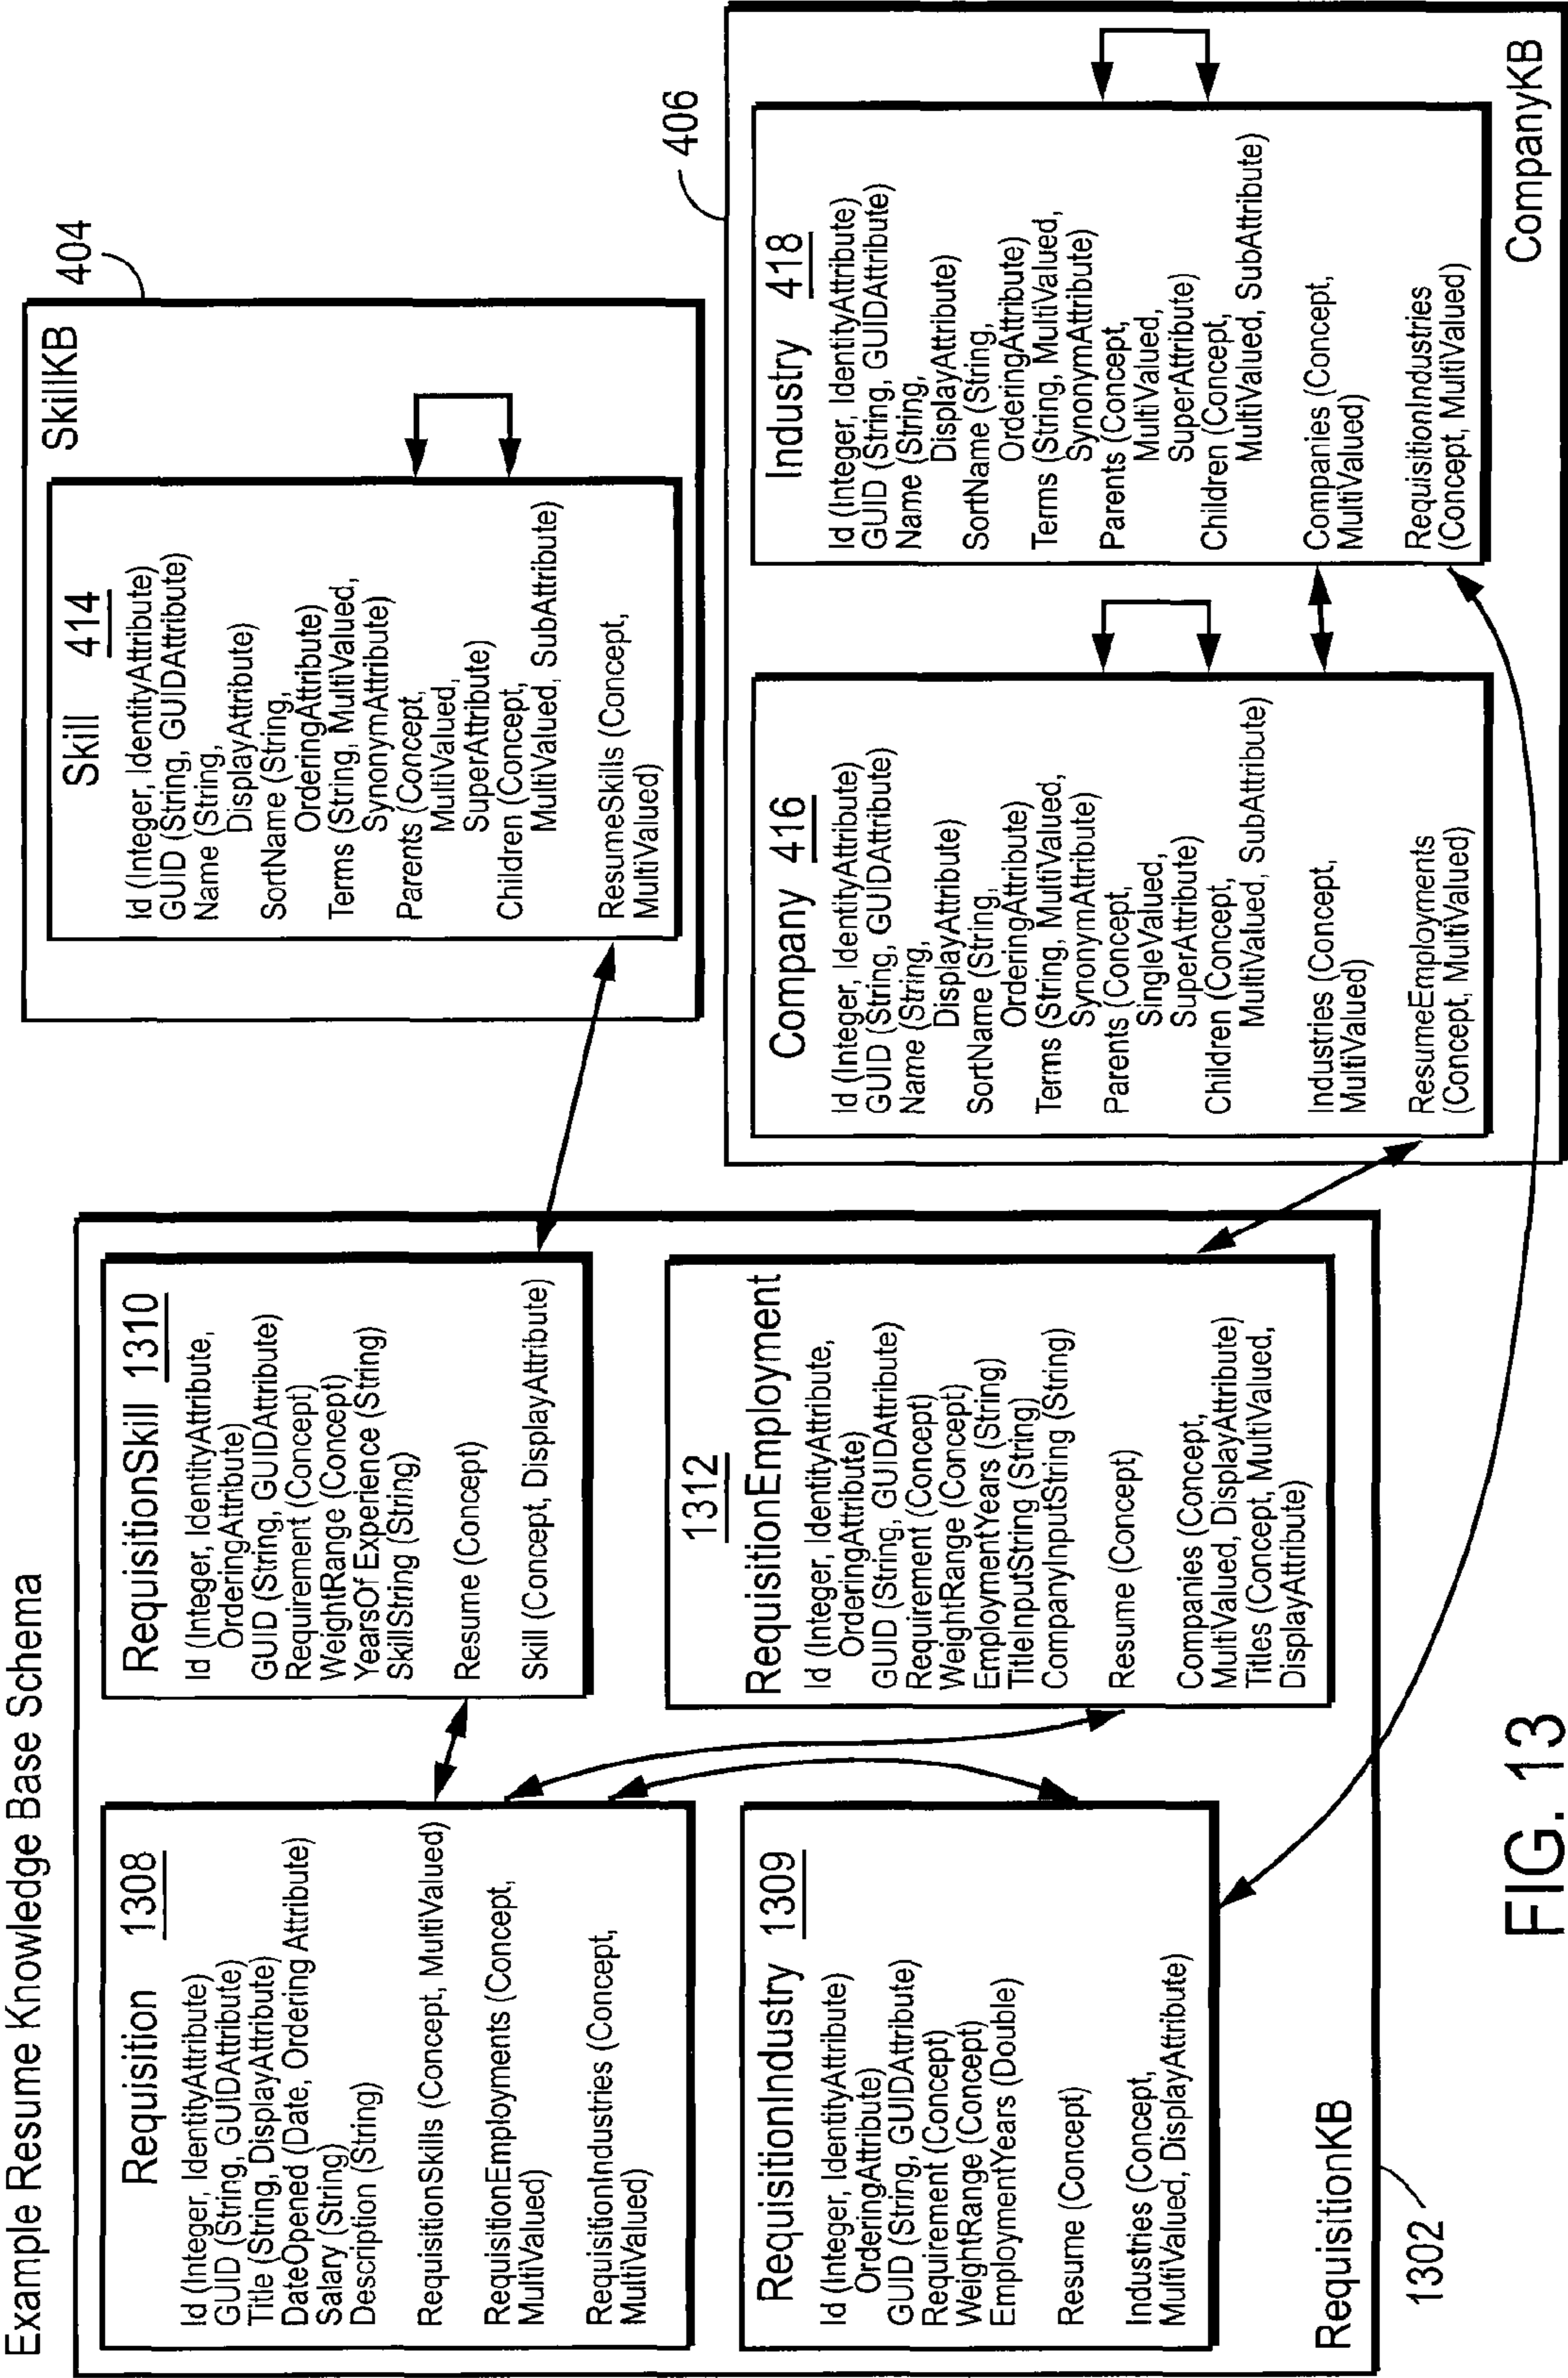 Example Resume Knowledge Base Schema
Requisition 1308
Id (Integer, IdentityAttribute)
GUID (String, GUIDAttribute)
Title (String, DisplayAttribute)
DateOpened (Date, Ordering Attribute)
Salary (String)
Description (String)
RequisitionSkills (Concept, MultiValued)
RequisitionEmployments (Concept,
MultiValued)
RequisitionIndustries (Concept,
MultiValued)
RequisitionSkill 1310
Id (Integer, IdentityAttribute,
OrderingAttribute)
GUID (String, GUIDAttribute)
Requirement (Concept)
WeightRange (Concept)
YearsOf Experience (String)
SkillString (String)
Resume (Concept)
Skill (Concept, DisplayAttribute)
RequisitionIndustry 1309
Id (Integer, IdentityAttribute)
OrderingAttribute)
GUID (String, GUIDAttribute)
Requirement (Concept)
WeightRange (Concept)
EmploymentYears (Double)
Resume (Concept)
Industries (Concept,
MultiValued, DisplayAttribute)
1312
RequisitionEmployment
Id (Integer, IdentityAttribute,
OrderingAttribute)
GUID (String, GUIDAttribute)
Requirement (Concept)
WeightRange (Concept)
EmploymentYears (String)
TitleInputString (String)
CompanyInputString (String)
Resume (Concept)
Companies (Concept,
MultiValued, DisplayAttribute)
Titles (Concept, MultiValued,
DisplayAttribute)
RequisitionKB
1302
SkillKB
404
Skill 414
Id (Integer, IdentityAttribute)
GUID (String, GUIDAttribute)
Name (String,
DisplayAttribute)
SortName (String,
OrderingAttribute)
Terms (String, MultiValued,
SynonymAttribute)
Parents (Concept,
MultiValued,
SuperAttribute)
Children (Concept,
MultiValued, SubAttribute)
ResumeSkills (Concept,
MultiValued)
406
Company 416
Id (Integer, IdentityAttribute)
GUID (String, GUIDAttribute)
Name (String,
DisplayAttribute)
SortName (String,
OrderingAttribute)
Terms (String, MultiValued,
SynonymAttribute)
Parents (Concept,
SingleValued,
SuperAttribute)
Children (Concept,
MultiValued, SubAttribute)
Industries (Concept,
MultiValued)
ResumeEmployments
(Concept, MultiValued)
Industry 418
Id (Integer, IdentityAttribute)
GUID (String, GUIDAttribute)
Name (String,
DisplayAttribute)
SortName (String,
OrderingAttribute)
Terms (String, MultiValued,
SynonymAttribute)
Parents (Concept,
MultiValued,
SuperAttribute)
Children (Concept,
MultiValued, SubAttribute)
Companies (Concept,
MultiValued)
RequisitionIndustries
(Concept, MultiValued)
CompanyKB
FIG. 13